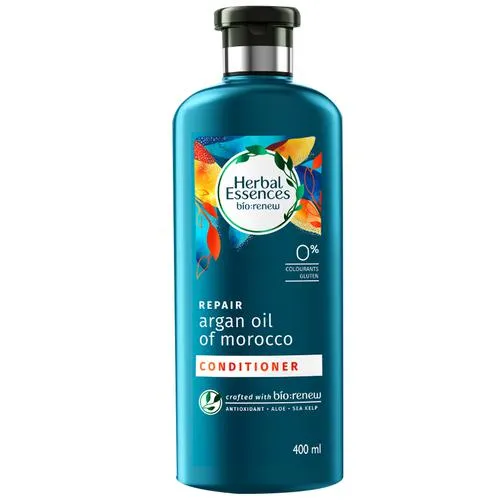 Herbal
Essences
bio:renew
0%
COLOURANTS
GLUTEN
REPAIR
argan oil
of morocco
CONDITIONER
crafted with bio:renew
ANTIOXIDANT • ALOE • SEA KELP
400 ml